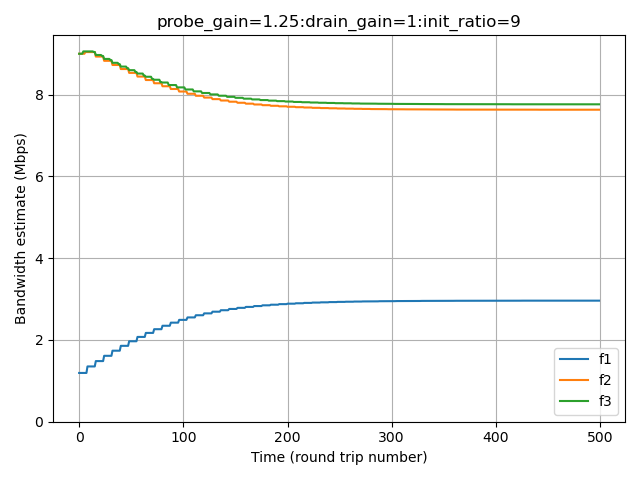 probe_gain=1.25:drain_gain=1:init_ratio=9
Bandwidth estimate (Mbps)
8
6
4
2
0
0 100 200 300 400 500
Time (round trip number)
f1
f2
f3